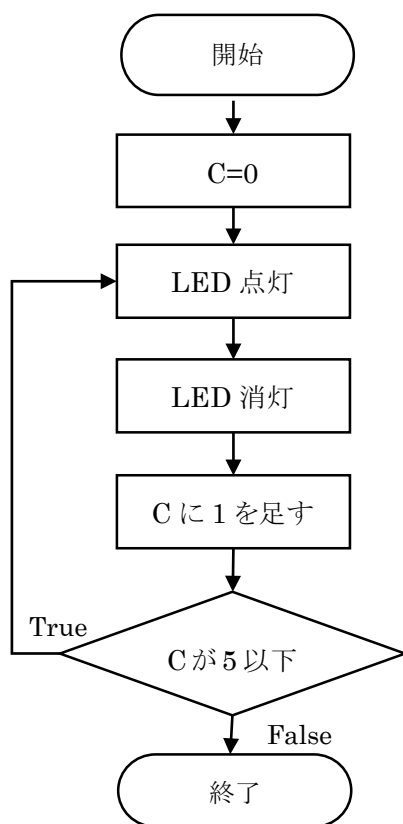 開始
C=0
LED 点灯
LED 消灯
C に 1 を足す
True
C が 5 以下
False
終了